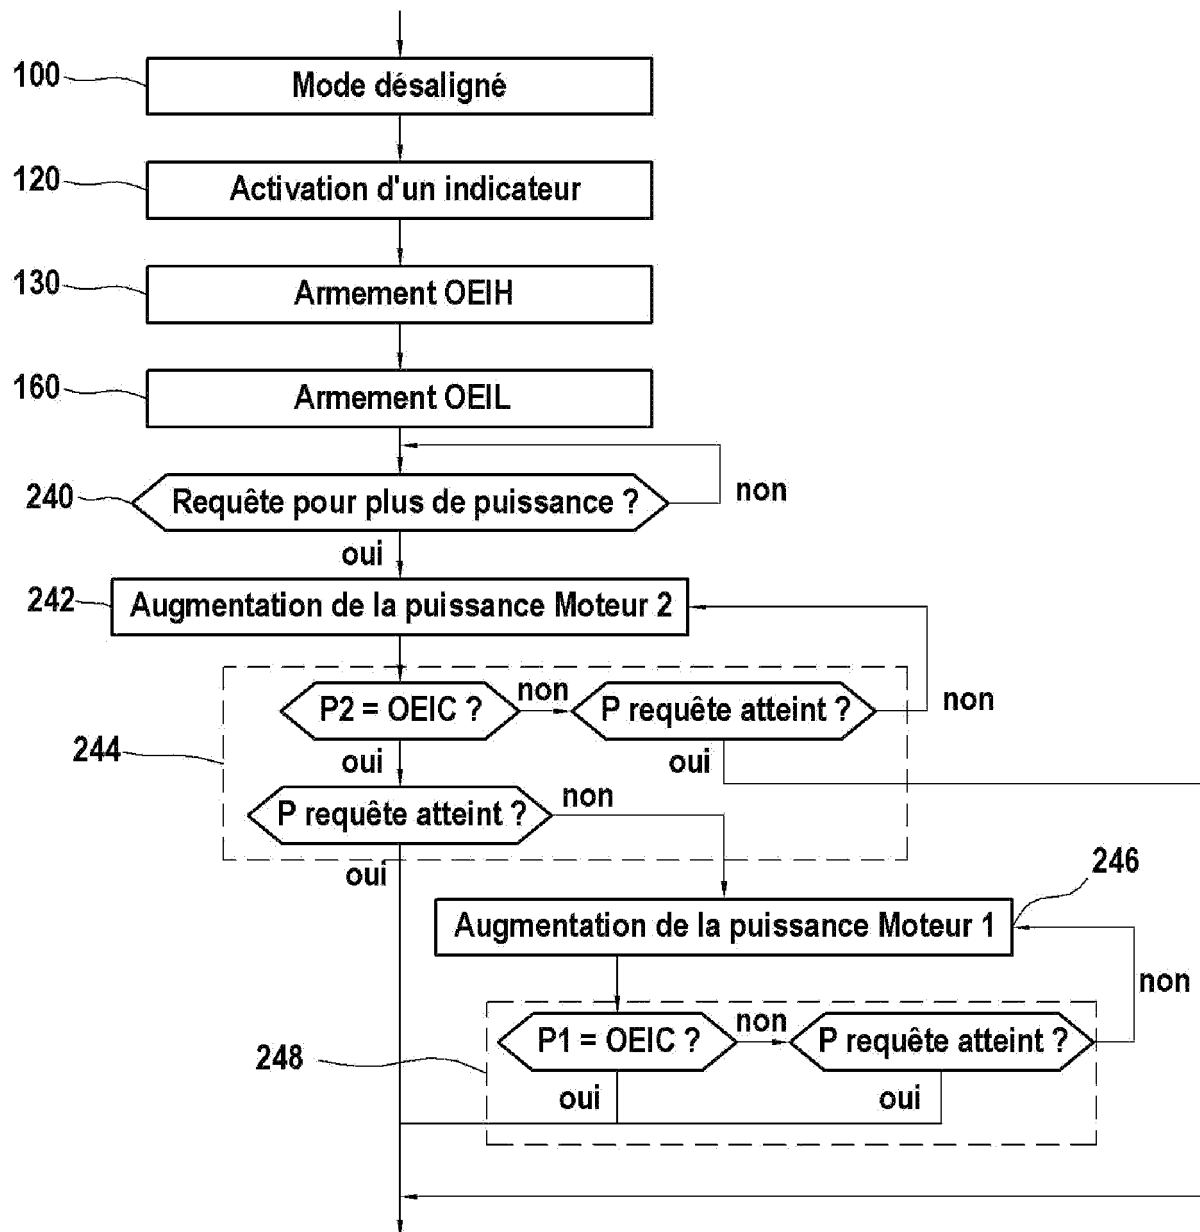 100
Mode désaligné
120
Activation d'un indicateur
130
Armement OEIH
160
Armement OEIL
240
Requête pour plus de puissance ?
non
oui
242
Augmentation de la puissance Moteur 2
P2 = OEIC ?
non
P requête atteint ?
non
244
oui
oui
P requête atteint ?
non
oui
246
Augmentation de la puissance Moteur 1
non
248
P1 = OEIC ?
non
P requête atteint ?
oui
oui